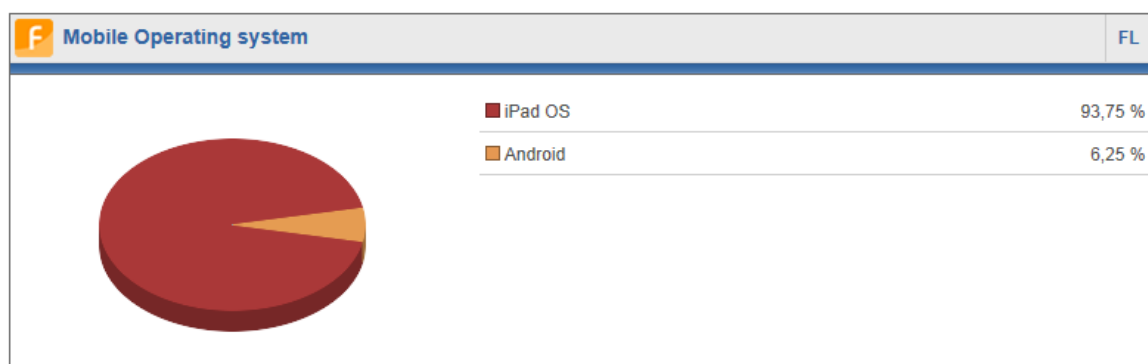 F Mobile Operating system FL
iPad OS 93,75 %
Android 6,25 %